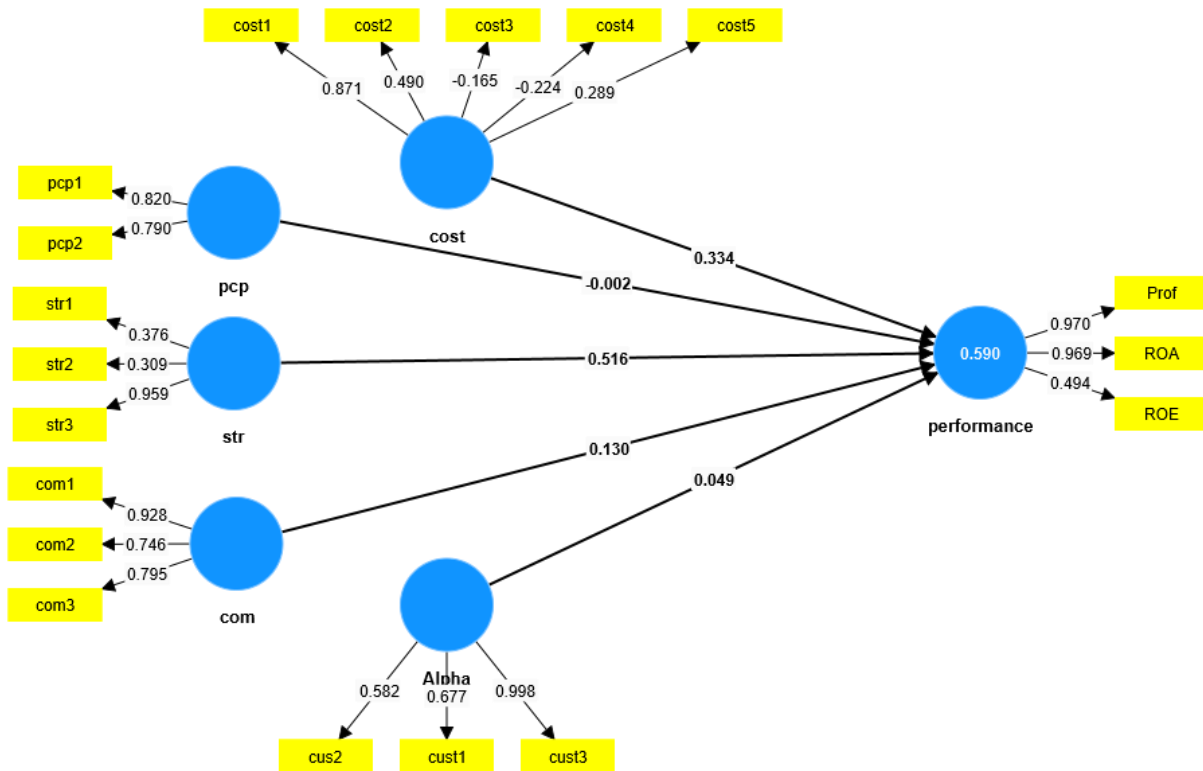 cost1 cost2 cost3 cost4 cost5
0.871 0.490 -0.165 -0.224 0.289
cost
pcp1
0.820
pcp2
0.790
pcp
str1
0.376
str2
0.309
str3
0.959
str
com1
0.928
com2
0.746
com3
0.795
com
0.334
-0.002
0.516
0.130
0.049
0.590
performance
Prof
0.970
ROA
0.969
ROE
0.494
Alpha
0.582 0.677 0.998
cus2 cust1 cust3